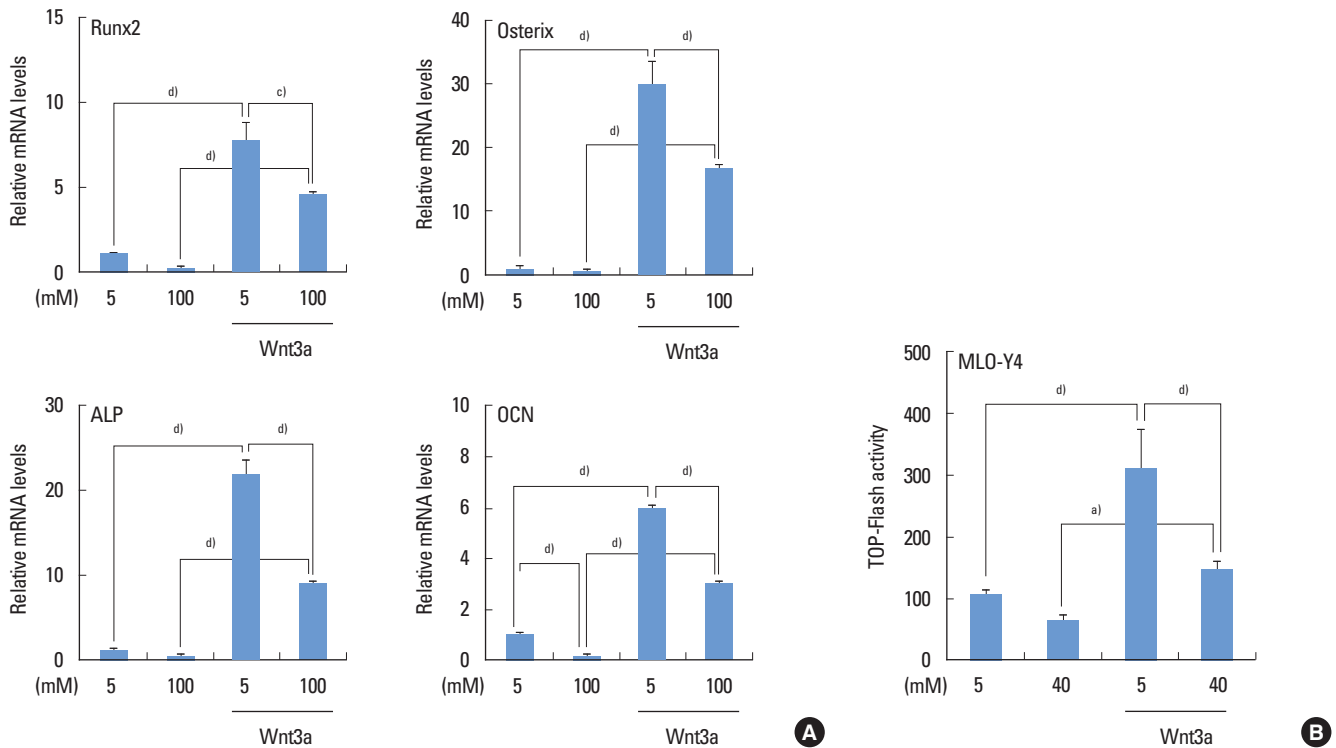 Runx2
Relative mRNA levels
15
10
5
0
d)
c)
d)
(mM) 5 100 5 100
Wnt3a
Osterix
Relative mRNA levels
40
30
20
10
0
d)
d)
d)
(mM) 5 100 5 100
Wnt3a
ALP
Relative mRNA levels
30
20
10
0
d)
d)
d)
(mM) 5 100 5 100
Wnt3a
OCN
Relative mRNA levels
10
8
6
4
2
0
d)
d)
d)
d)
(mM) 5 100 5 100
Wnt3a
A
MLO-Y4
TOP-Flash activity
500
400
300
200
100
0
d)
d)
a)
(mM) 5 40 5 40
Wnt3a
B